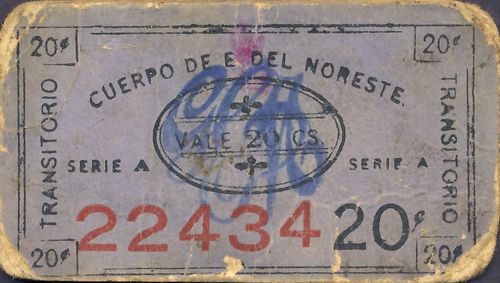 20¢ 20¢
CUERPO DE E. DEL NORESTE.
TRANSITORIO
TRANSITORIO
VALE 20 CS.
SERIE A SERIE A
22434 20¢
20¢ 20¢